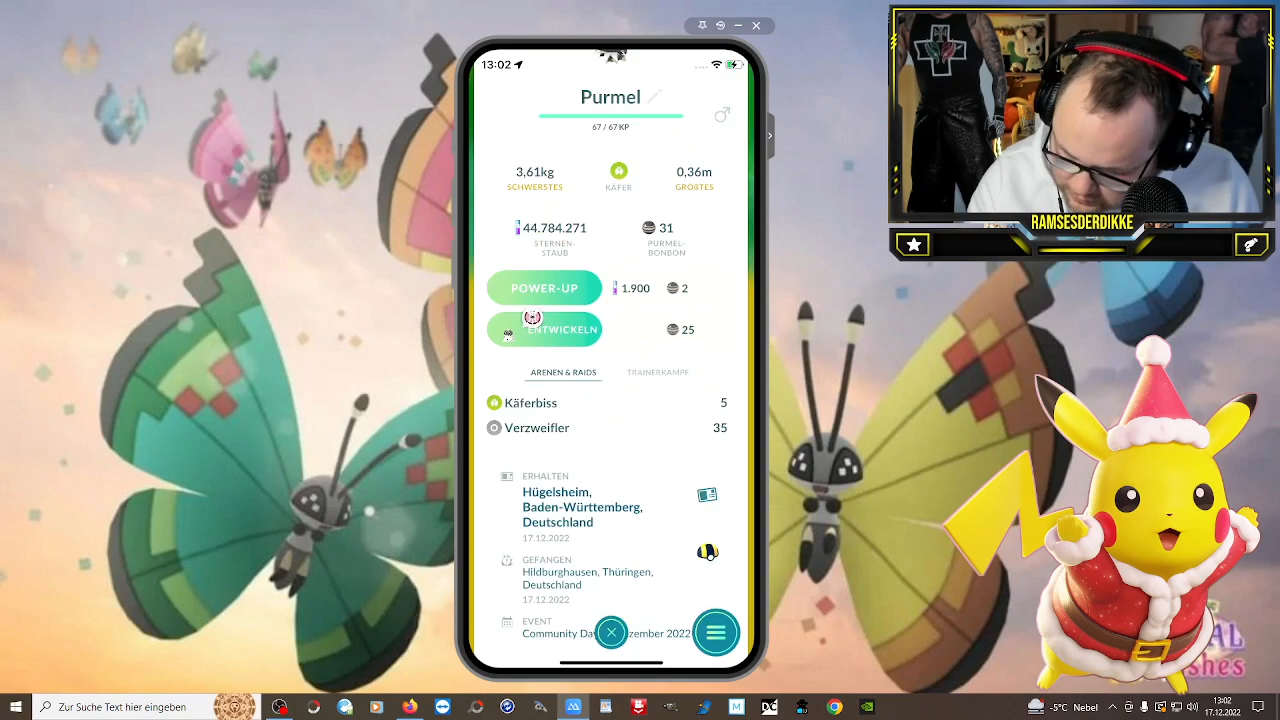 13:02
Purmel
67 / 67 KP
3,61kg
SCHWERSTES
KÄFER
0,36m
GRÖßTES
44.784.271
STERNEN-
STAUB
31
PURMEL-
BONBON
POWER-UP
1.900
2
ENTWICKELN
25
ARENEN & RAIDS
TRAINERKAMPF
Käferbiss 5
Verzweifler 35
ERHALTEN
Hügelsheim,
Baden-Württemberg,
Deutschland
17.12.2022
GEFANGEN
Hildburghausen, Thüringen,
Deutschland
17.12.2022
EVENT
Community Da zember 2022
RAMSESDERDIKKE
Zur Suche Text hier eingeben
-5°C Nebel
13:02
17.12.2022